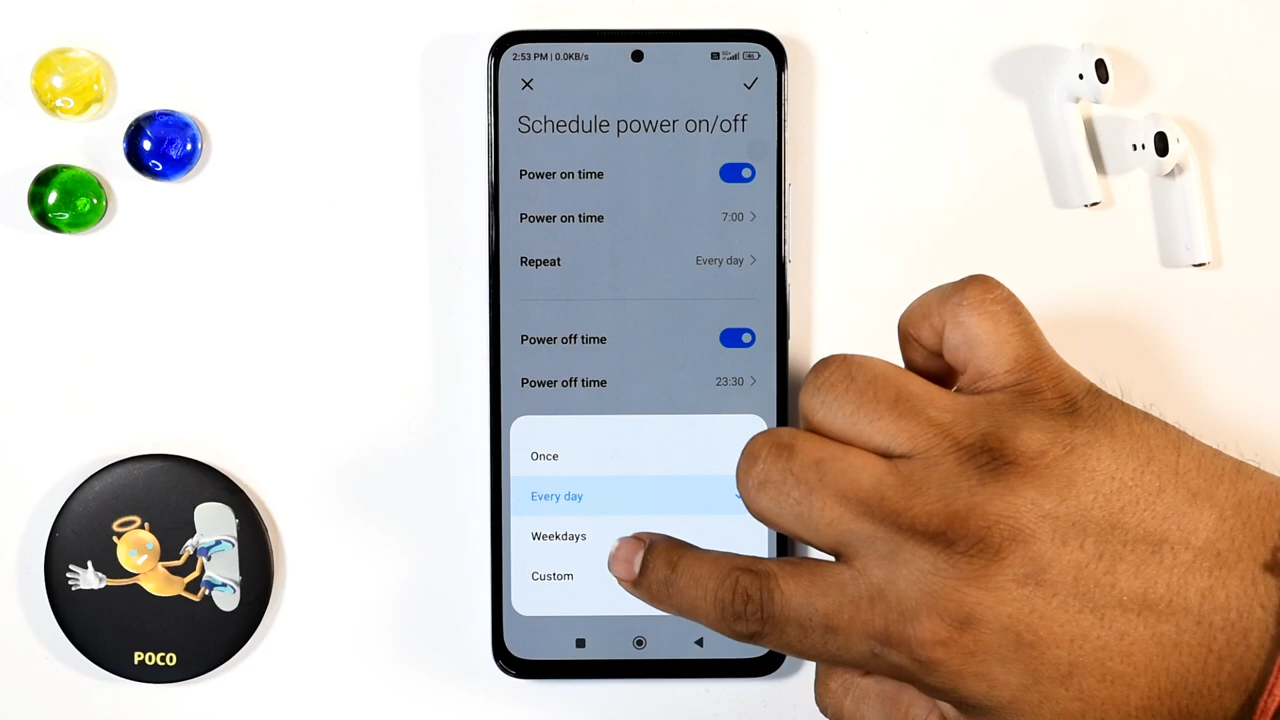 2:53 PM | 0.0KB/s
Schedule power on/off
Power on time
Power on time 7:00
Repeat Every day
Power off time
Power off time 23:30
Once
Every day
Weekdays
Custom
POCO